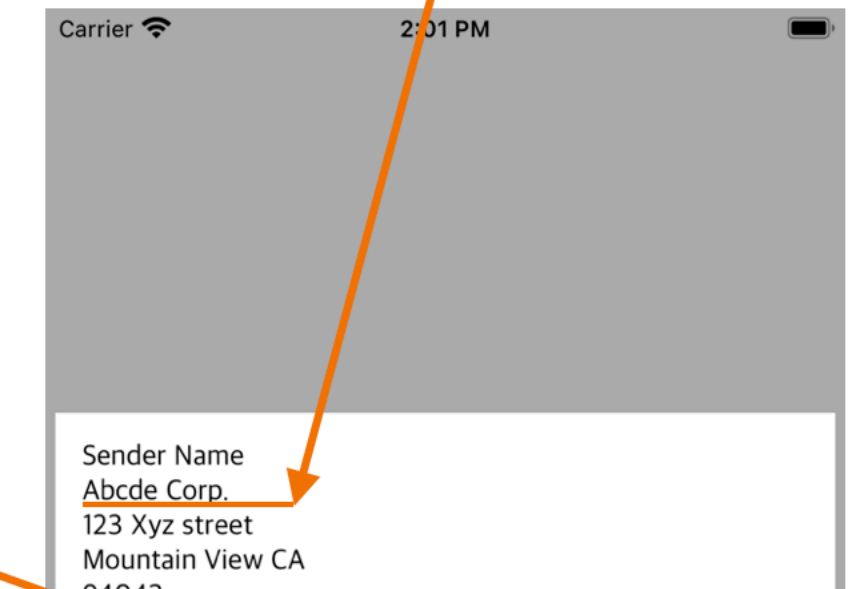 Carrier 2:01 PM
Sender Name
Abcde Corp.
123 Xyz street
Mountain View CA